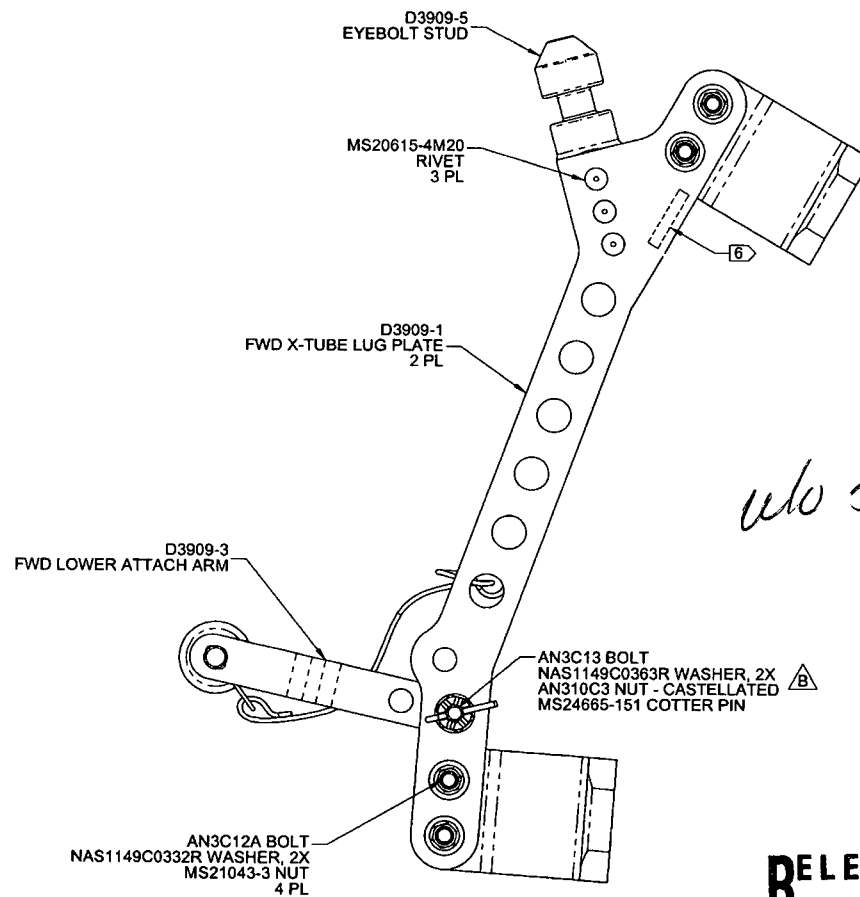 D3909-5
EYEBOLT STUD
MS20615-4M20
RIVET
3 PL
6
D3909-1
FWD X-TUBE LUG PLATE
2 PL
D3909-3
FWD LOWER ATTACH ARM
AN3C13 BOLT
NAS1149C0363R WASHER, 2X
AN310C3 NUT - CASTELLATED
MS24665-151 COTTER PIN
B
AN3C12A BOLT
NAS1149C0332R WASHER, 2X
MS21043-3 NUT
4 PL